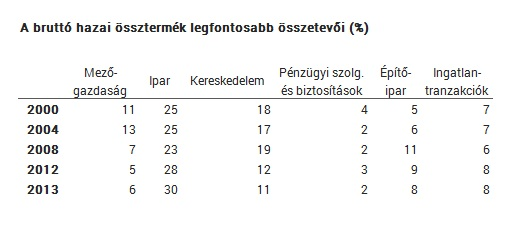 A bruttó hazai össztermék legfontosabb összetevői (%)
Mező- Pénzügyi szolg. Építő- Ingatlan-
gazdaság Ipar Kereskedelem és biztosítások ipar tranzakciók
2000 11 25 18 4 5 7
2004 13 25 17 2 6 7
2008 7 23 19 2 11 6
2012 5 28 12 3 9 8
2013 6 30 11 2 8 8